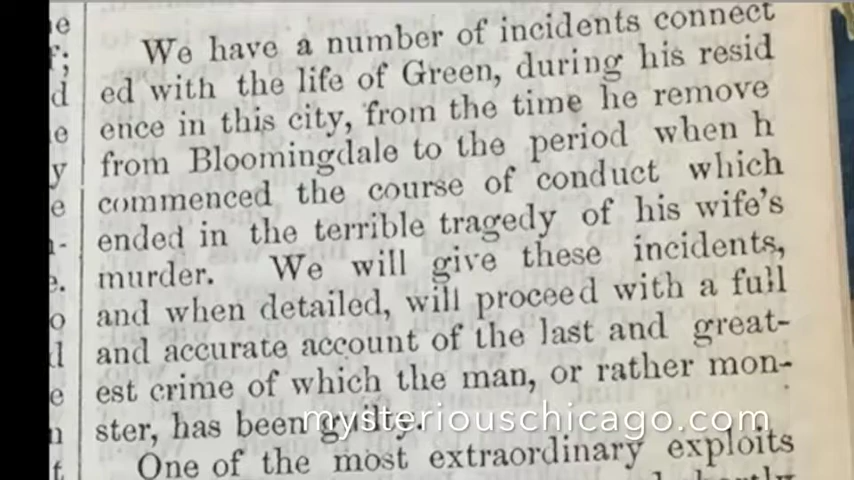 We have a number of incidents connect
ed with the life of Green, during his resid
ence in this city, from the time he remove
from Bloomingdale to the period when h
commenced the course of conduct which
ended in the terrible tragedy of his wife's
murder. We will give these incidents,
and when detailed, will proceed with a full
and accurate account of the last and great-
est crime of which the man, or rather mon-
ster, has been guilty.
mysteriouschicago.com
One of the most extraordinary exploits